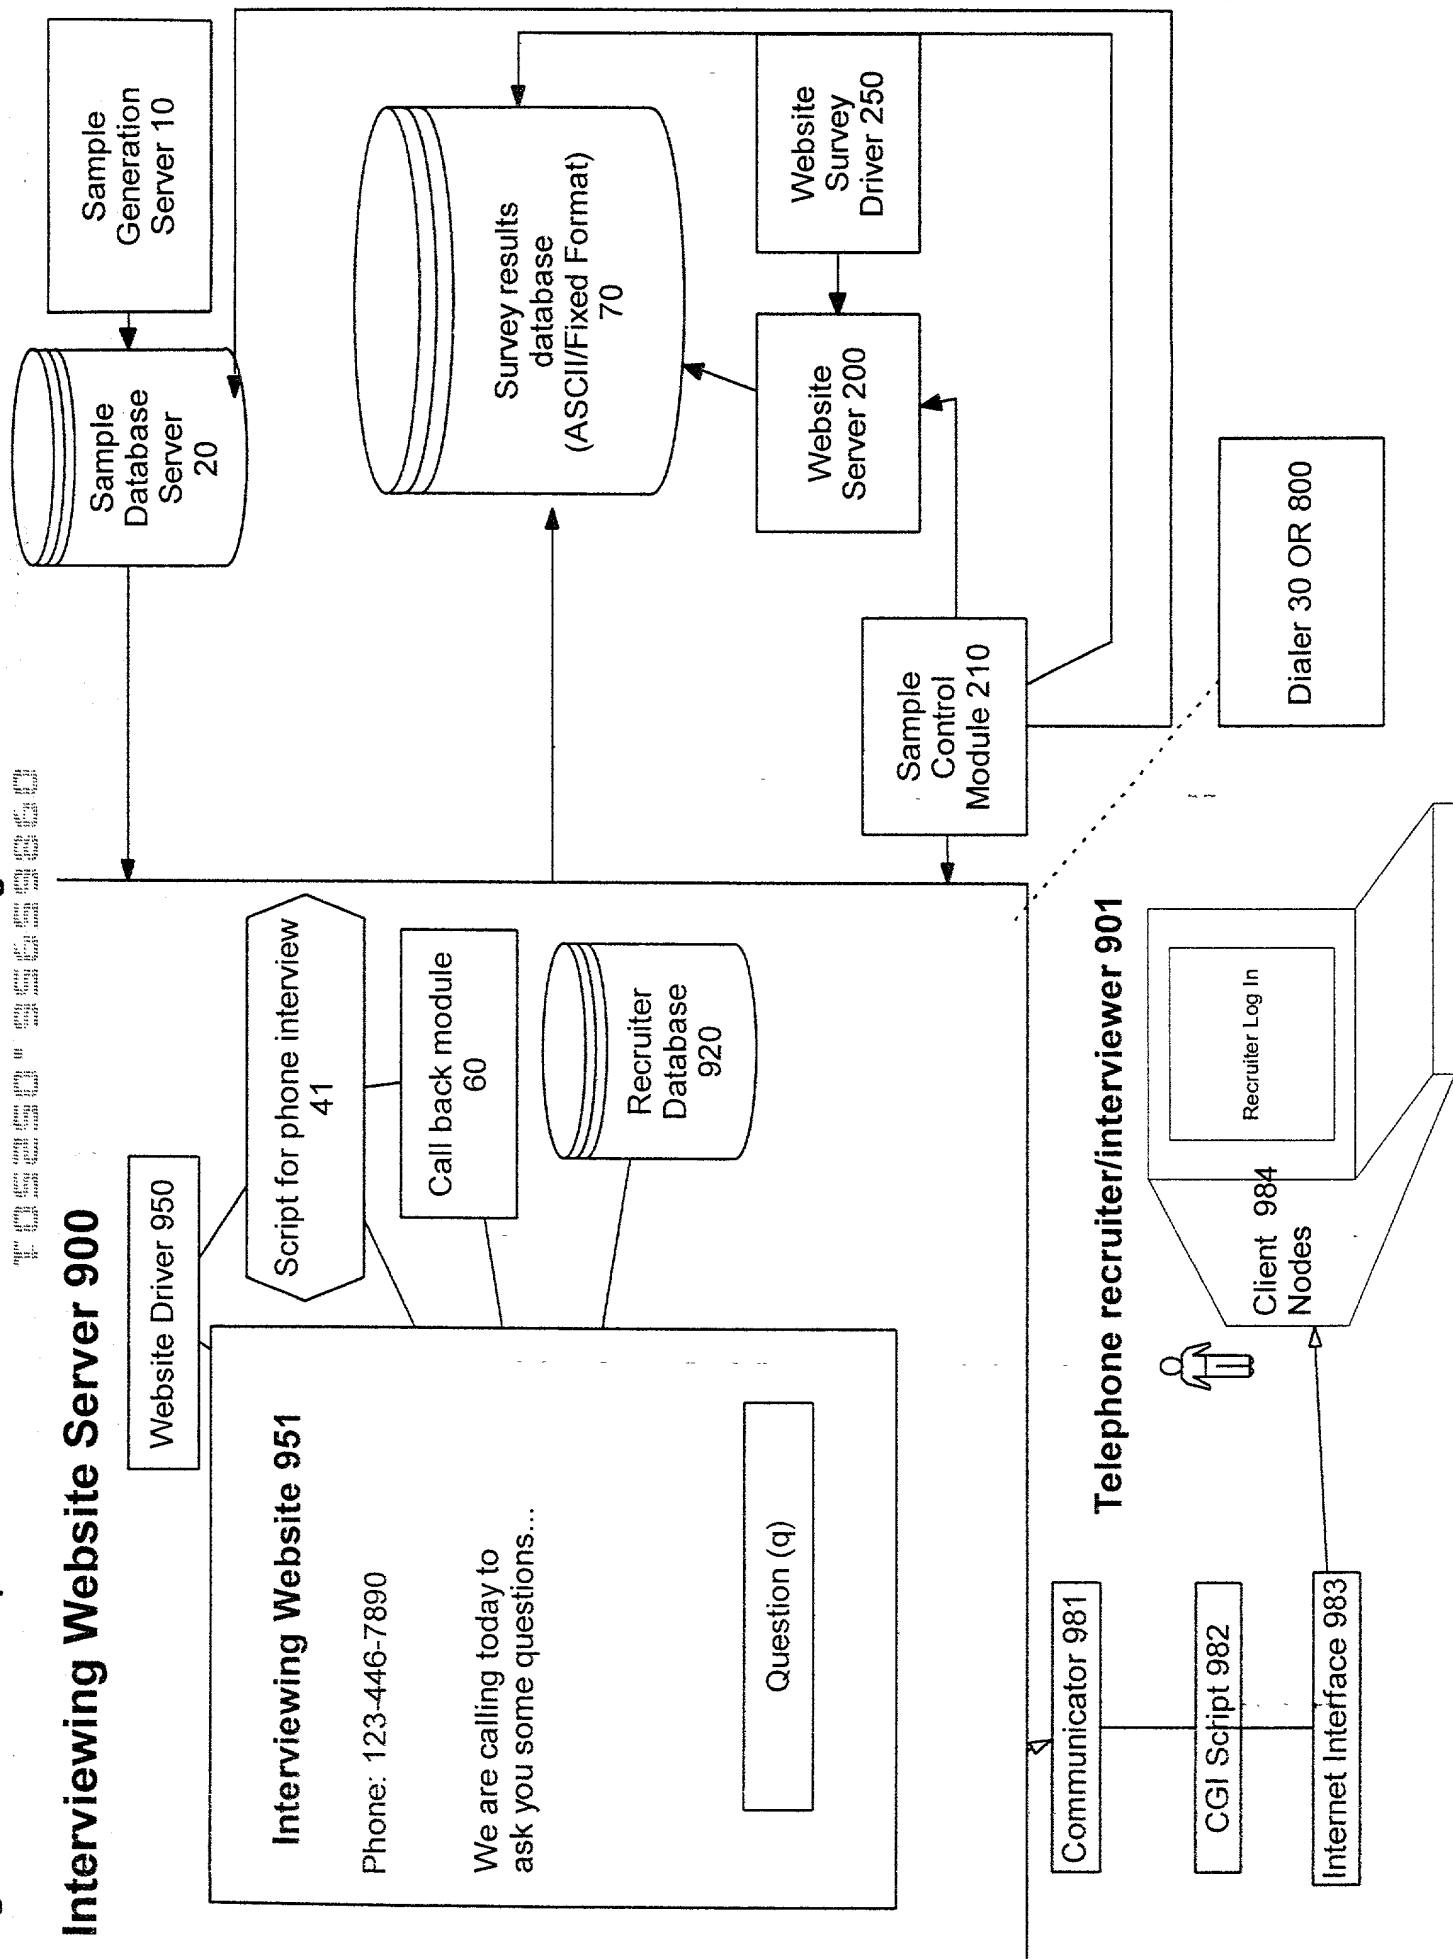 Interviewing Website Server 900
Website Driver 950
Interviewing Website 951
Phone: 123-446-7890
We are calling today to
ask you some questions...
Question (q)
Script for phone interview
41
Call back module
60
Recruiter
Database
920
Sample
Database
Server
20
Sample
Generation
Server 10
Survey results
database
(ASCII/Fixed Format)
70
Website
Server 200
Website
Survey
Driver 250
Sample
Control
Module 210
Dialer 30 OR 800
Communicator 981
CGI Script 982
Internet Interface 983
Telephone recruiter/interviewer 901
Client 984
Nodes
Recruiter Log In